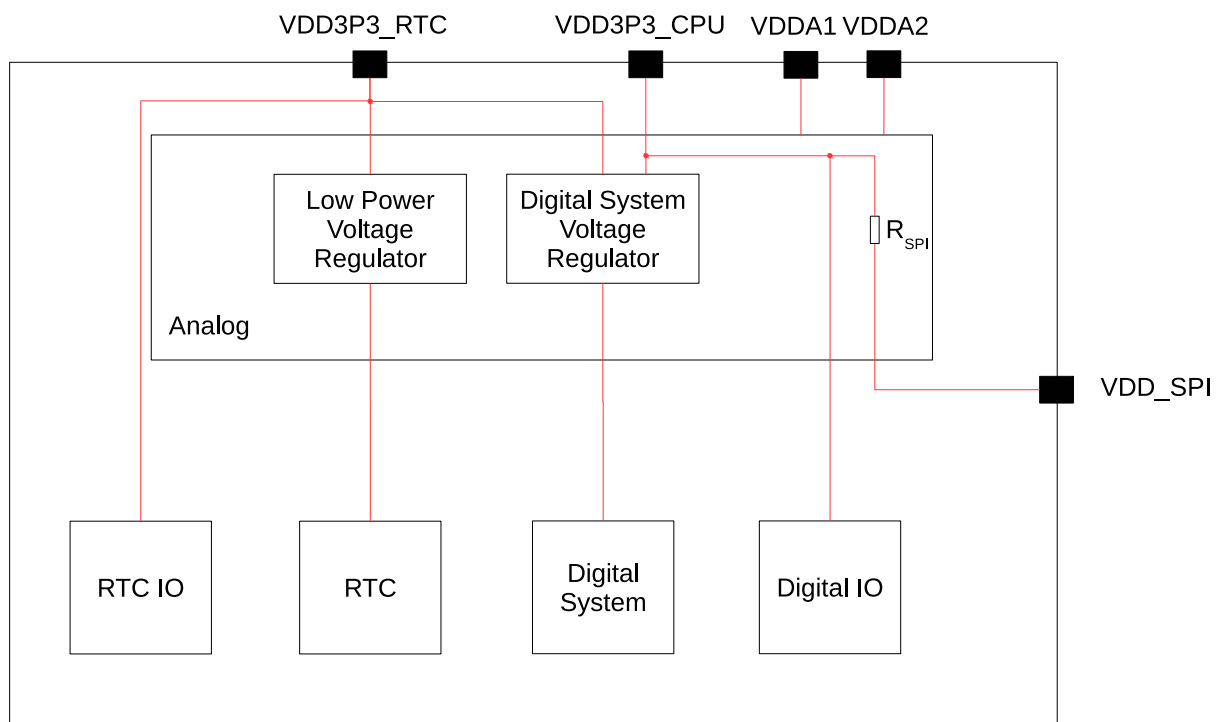 VDD3P3_RTC
VDD3P3_CPU
VDDA1
VDDA2
Low Power
Voltage
Regulator
Digital System
Voltage
Regulator
RSPI
Analog
VDD_SPI
RTC IO
RTC
Digital
System
Digital IO